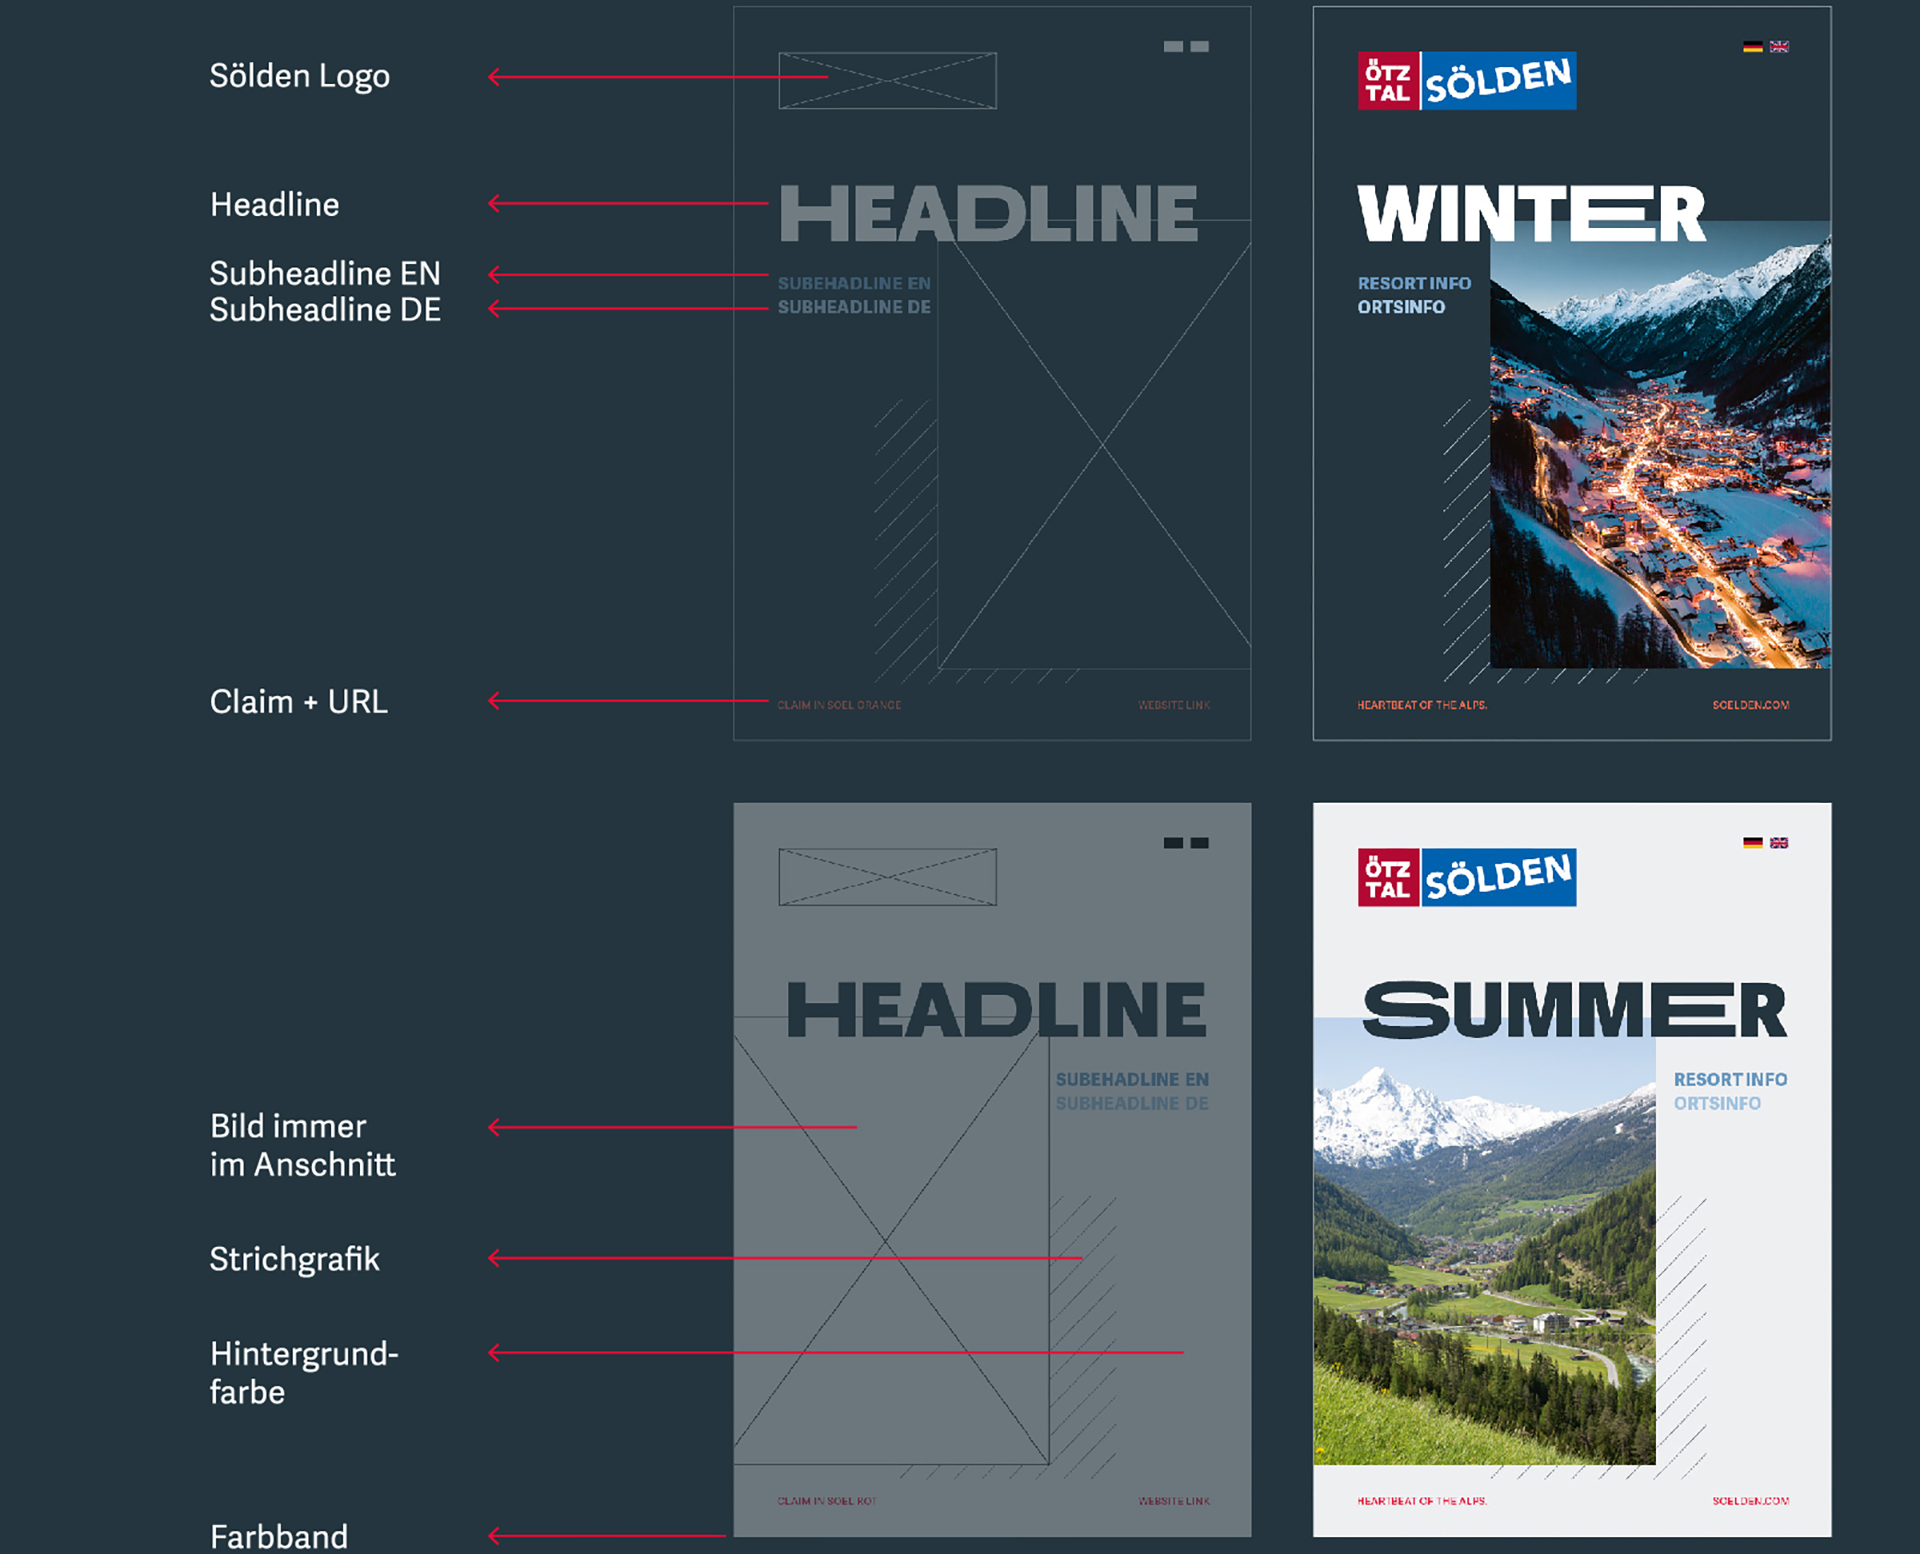 Sölden Logo
Headline
Subheadline EN
Subheadline DE
Claim + URL
HEADLINE
SUBEHADLINE EN
SUBHEADLINE DE
CLAIM IN SOEL ORANGE
WEBSITE LINK
ÖTZ
TAL
SÖLDEN
WINTER
RESORT INFO
ORTSINFO
HEARTBEAT OF THE ALPS.
SOELDEN.COM
Bild immer
im Anschnitt
Strichgrafik
Hintergrund-
farbe
Farbband
HEADLINE
SUBEHADLINE EN
SUBHEADLINE DE
CLAIM IN SOEL ROT
WEBSITE LINK
ÖTZ
TAL
SÖLDEN
SUMMER
RESORT INFO
ORTSINFO
HEARTBEAT OF THE ALPS.
SOELDEN.COM